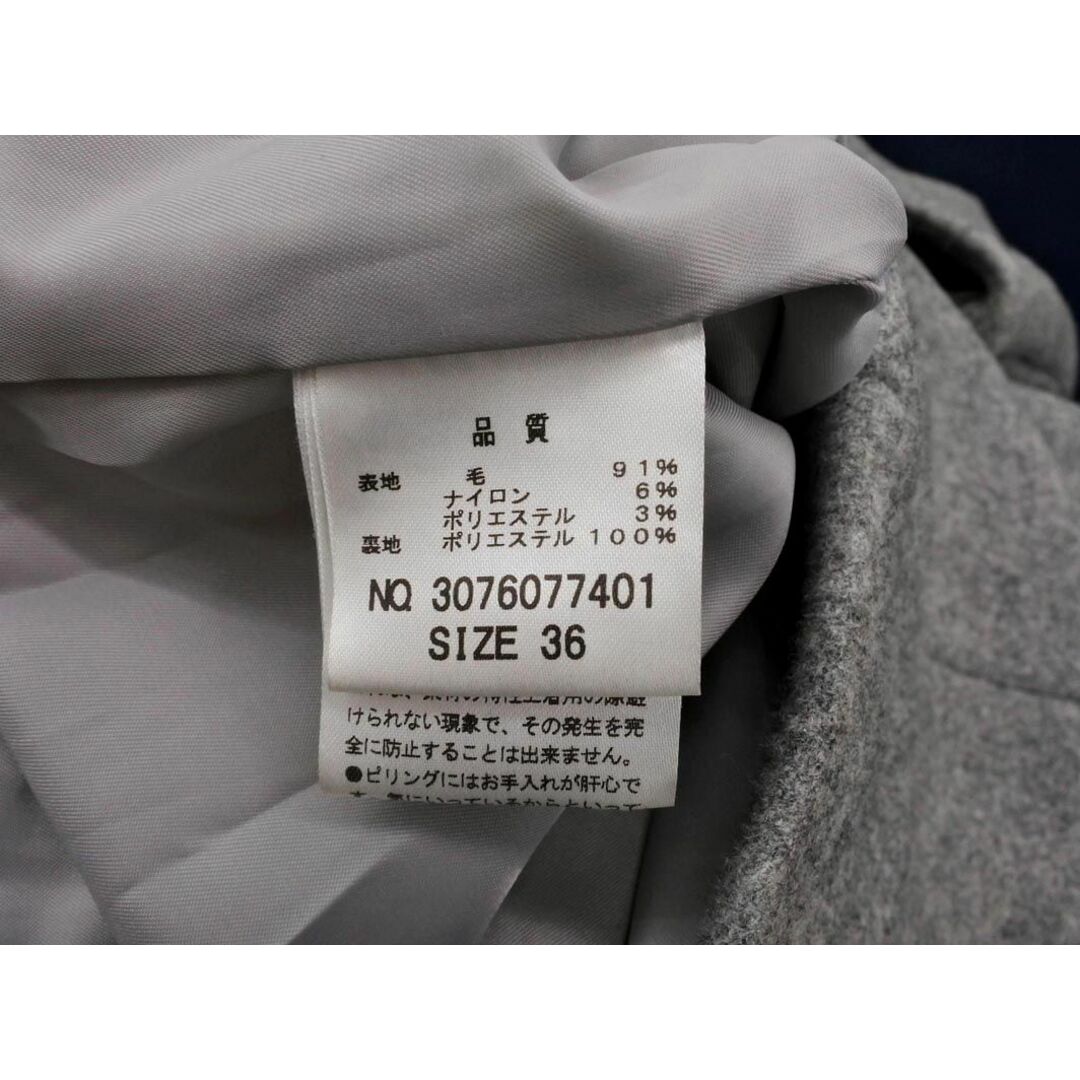 品質
表地 毛 91%
ナイロン 6%
ポリエステル 3%
裏地 ポリエステル 100%
NO. 3076077401
SIZE 36
けられない現象で、その発生を完
全に防止することは出来ません。
●ピリングにはお手入れが肝心で